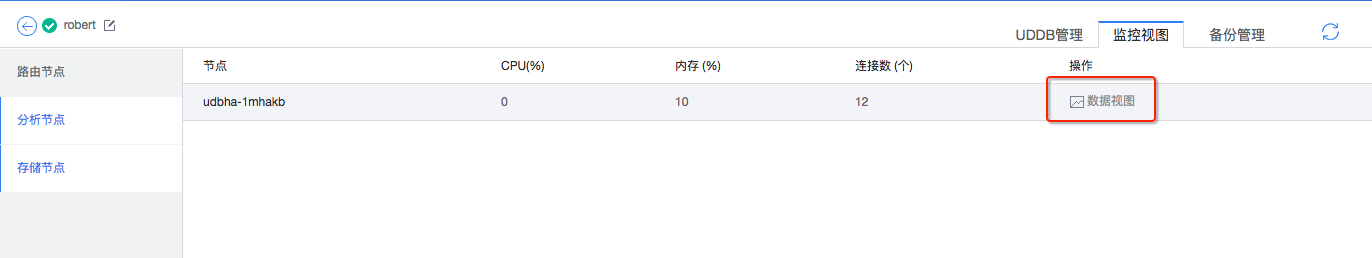 robert
UDDB管理 监控视图 备份管理
路由节点
分析节点
存储节点
节点 CPU(%) 内存 (%) 连接数 (个) 操作
udbha-1mhakb 0 10 12 数据视图